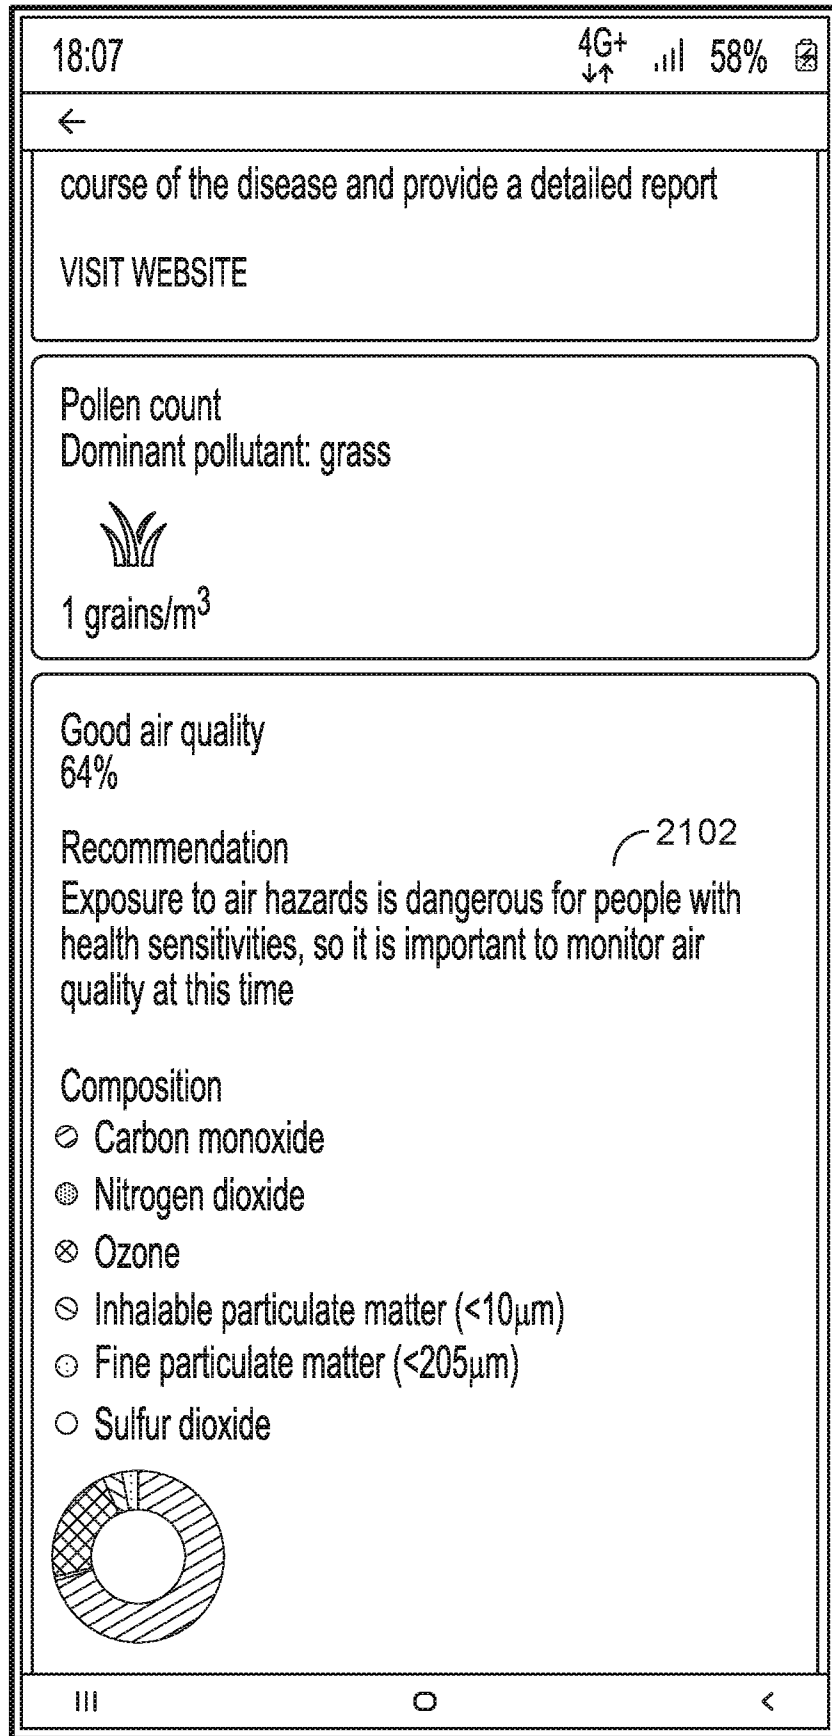 18:07 4G+ 58%
course of the disease and provide a detailed report
VISIT WEBSITE
Pollen count
Dominant pollutant: grass
1 grains/m³
Good air quality
64%
Recommendation 2102
Exposure to air hazards is dangerous for people with
health sensitivities, so it is important to monitor air
quality at this time
Composition
Carbon monoxide
Nitrogen dioxide
Ozone
Inhalable particulate matter (<10µm)
Fine particulate matter (<205µm)
Sulfur dioxide